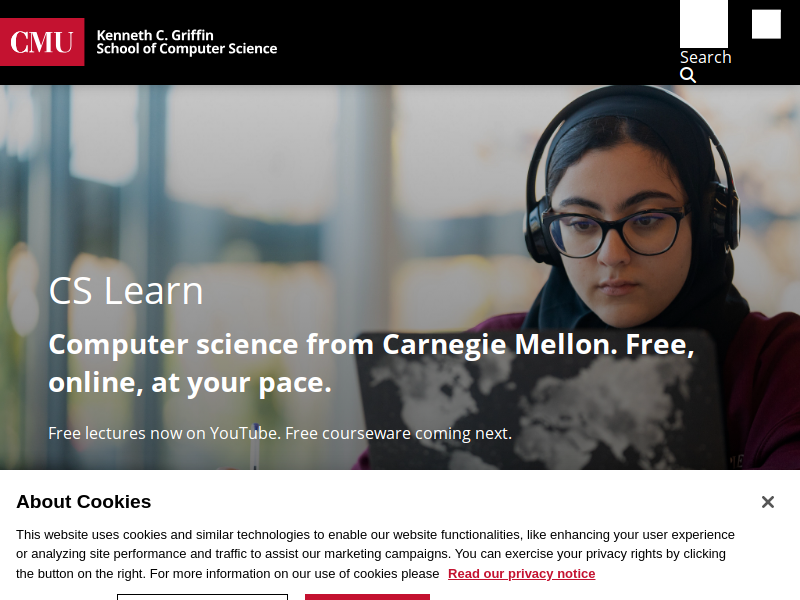 CMU
Kenneth C. Griffin
School of Computer Science
Search
CS Learn
Computer science from Carnegie Mellon. Free,
online, at your pace.
Free lectures now on YouTube. Free courseware coming next.
About Cookies
This website uses cookies and similar technologies to enable our website functionalities, like enhancing your user experience
or analyzing site performance and traffic to assist our marketing campaigns. You can exercise your privacy rights by clicking
the button on the right. For more information on our use of cookies please Read our privacy notice